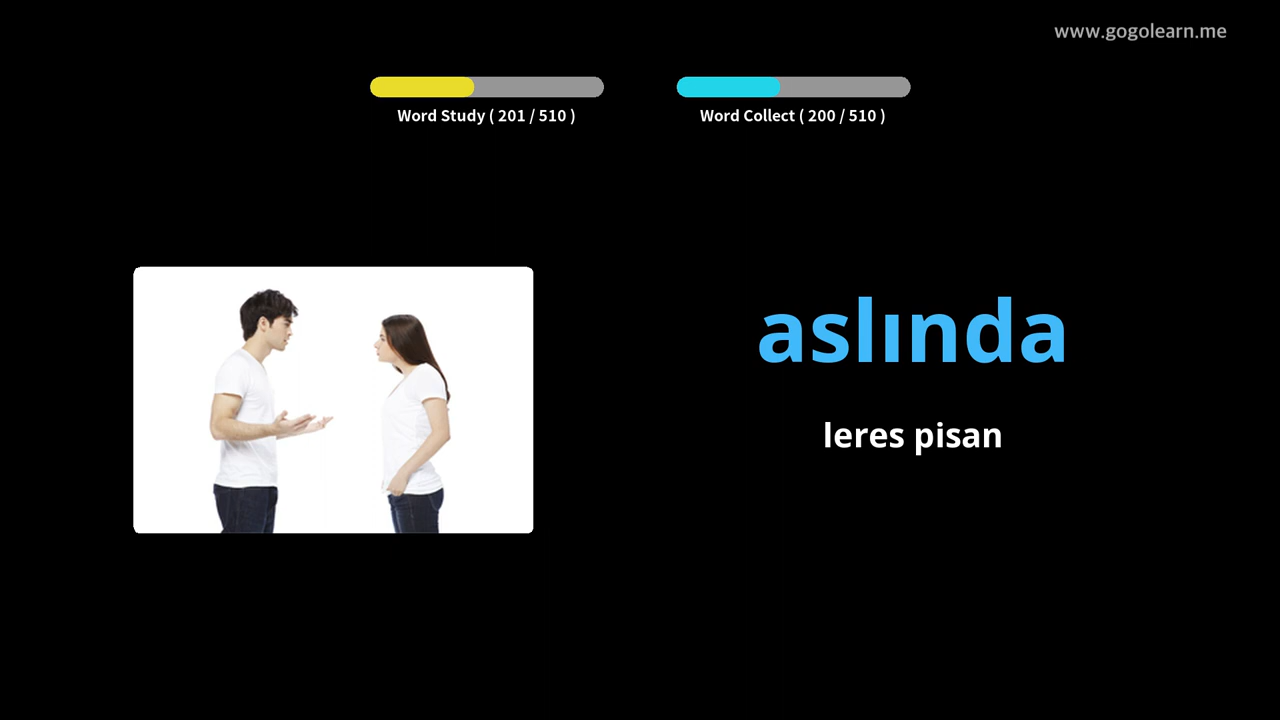 www.gogolearn.me
Word Study ( 201 / 510 )
Word Collect ( 200 / 510 )
aslında
leres pisan